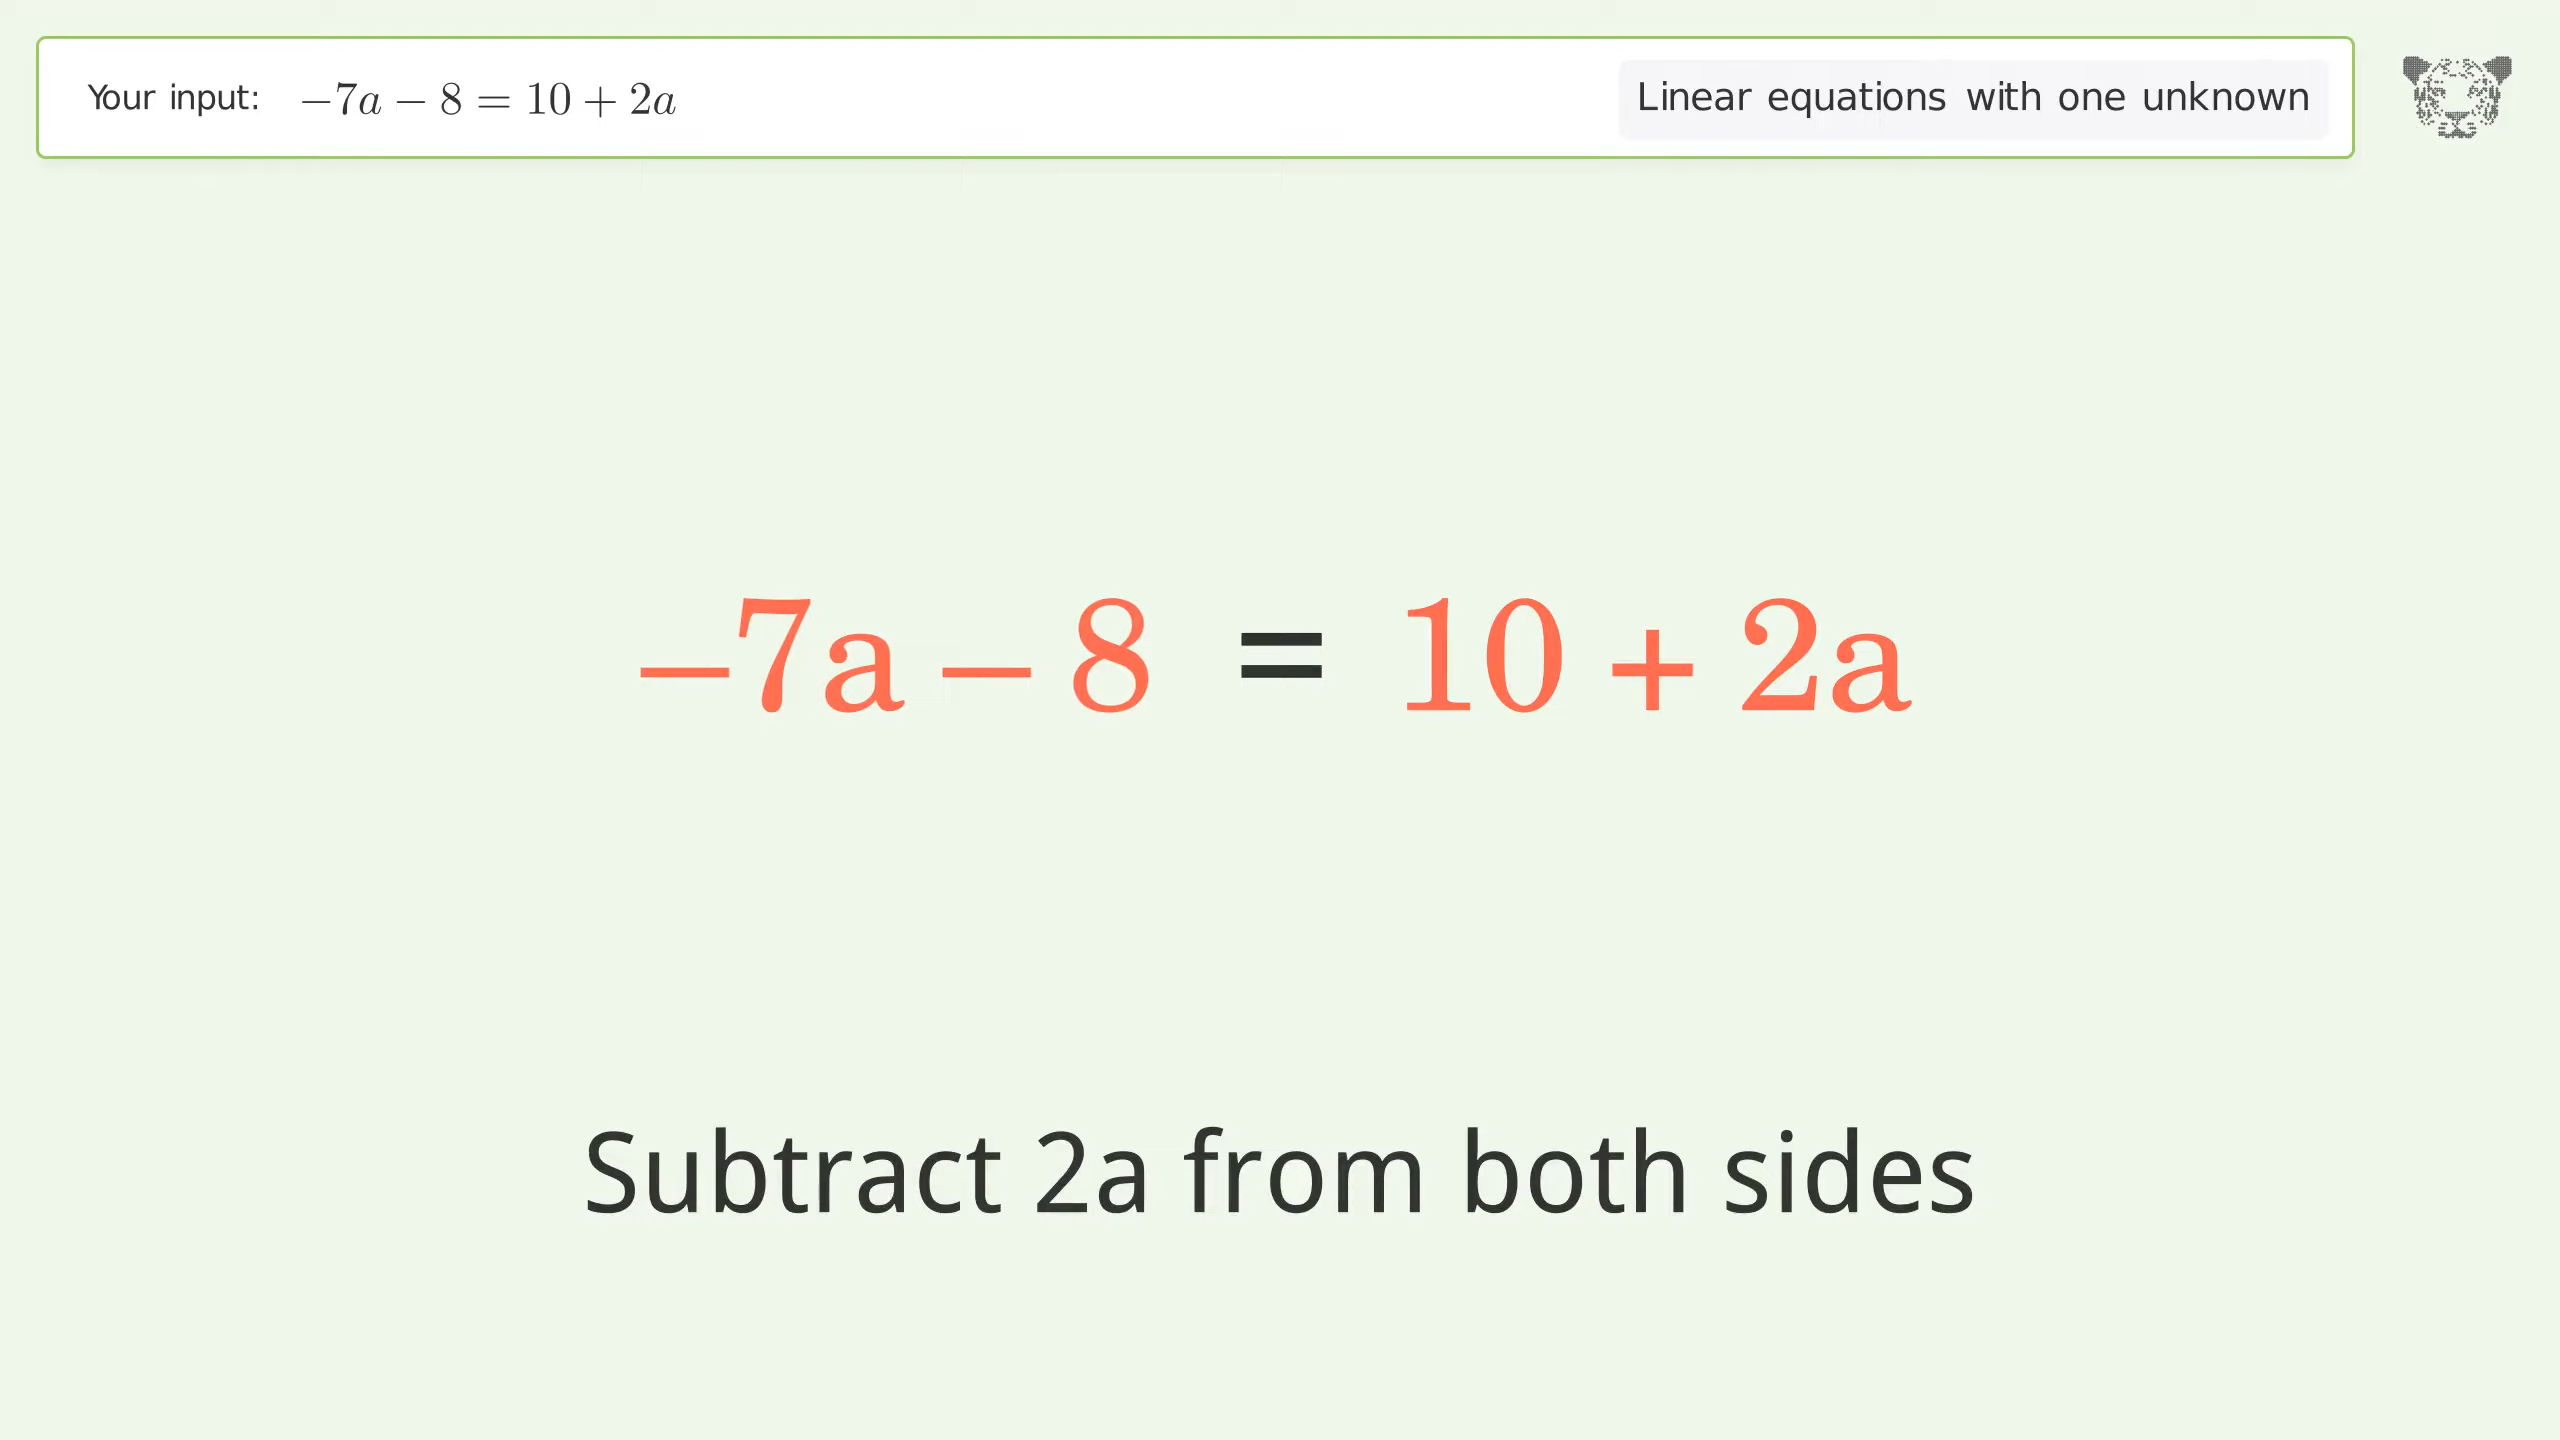 Your input: −7a − 8 = 10 + 2a
Linear equations with one unknown
−7a − 8 = 10 + 2a
Subtract 2a from both sides